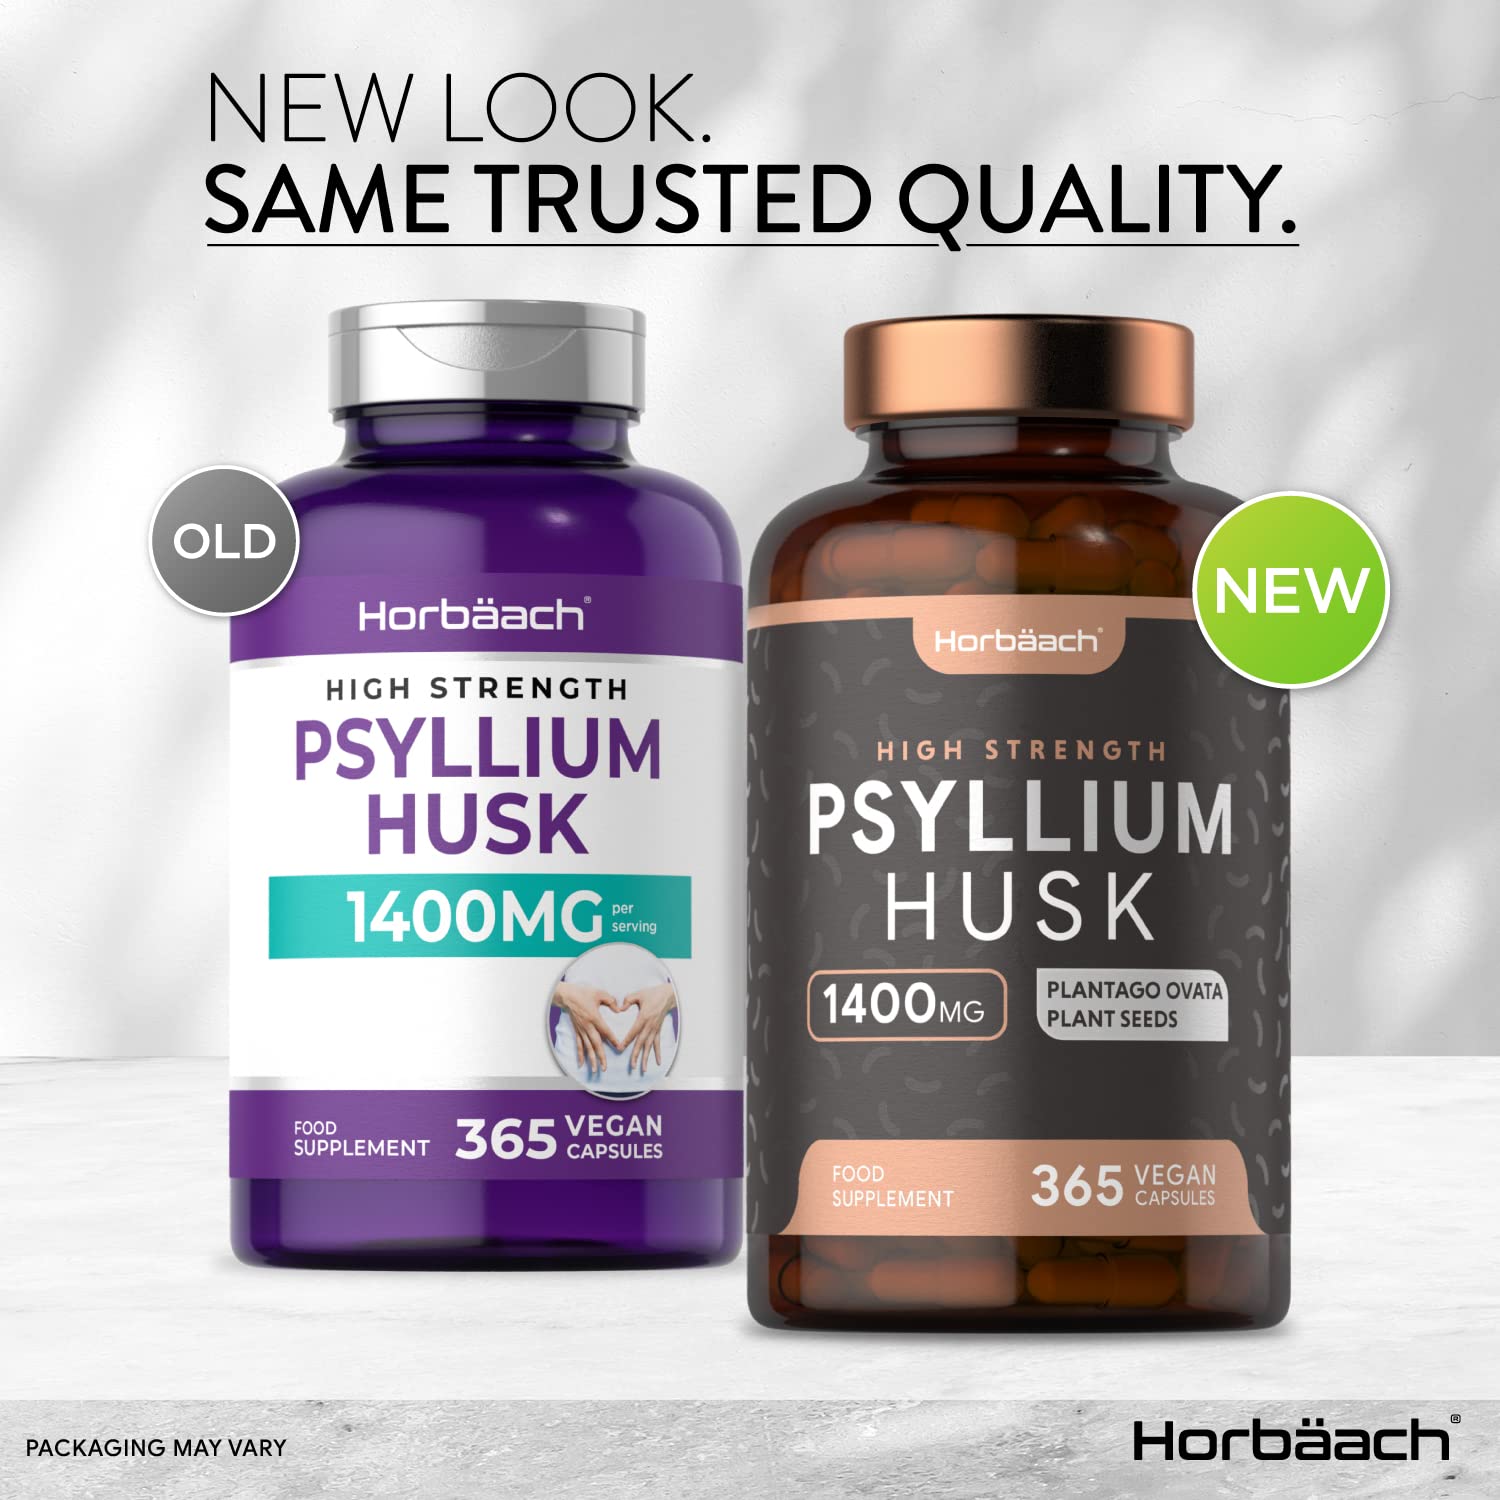 NEW LOOK.
SAME TRUSTED QUALITY.
OLD
Horbäach®
HIGH STRENGTH
PSYLLIUM
HUSK
1400MG per
serving
FOOD
SUPPLEMENT
365 VEGAN
CAPSULES
NEW
Horbäach®
HIGH STRENGTH
PSYLLIUM
HUSK
1400MG
PLANTAGO OVATA
PLANT SEEDS
FOOD
SUPPLEMENT
365 VEGAN
CAPSULES
PACKAGING MAY VARY
Horbäach®